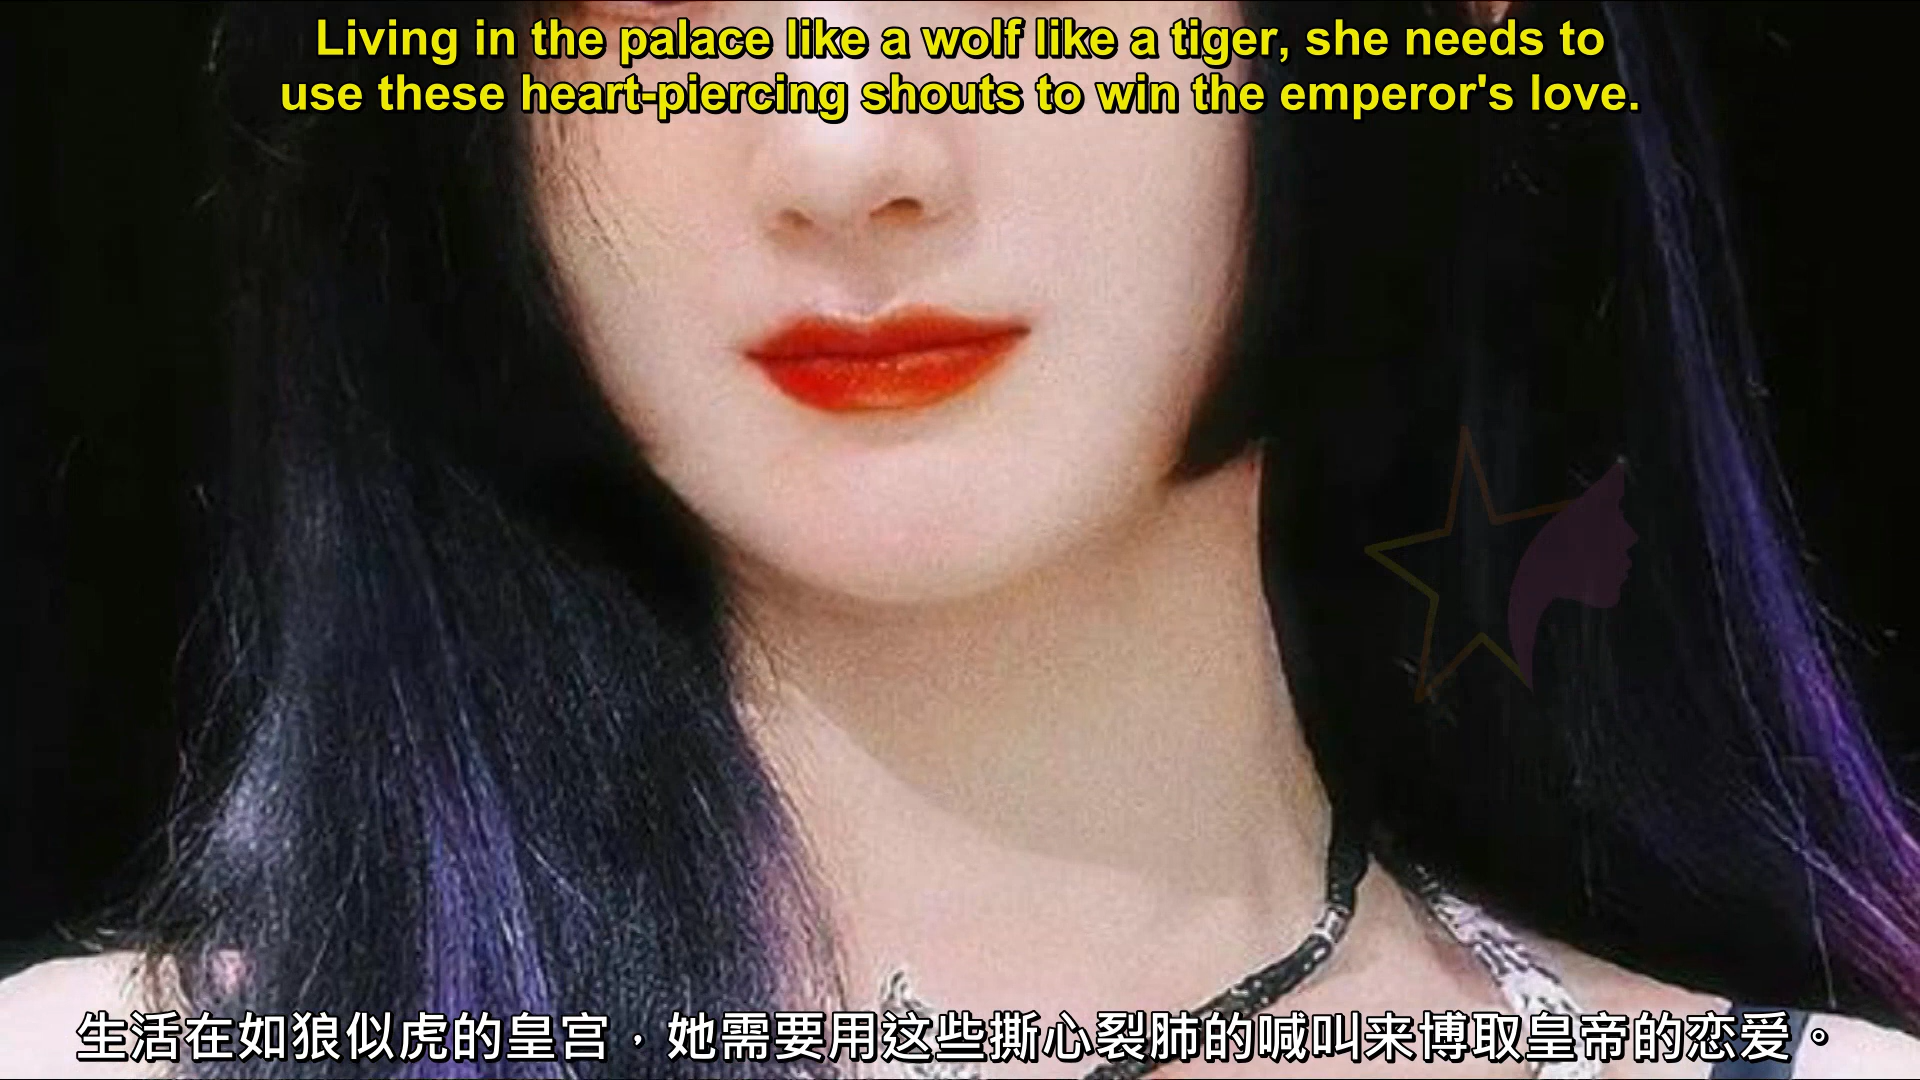 Living in the palace like a wolf like a tiger, she needs to
use these heart-piercing shouts to win the emperor's love.
生活在如狼似虎的皇宫，她需要用这些撕心裂肺的喊叫来博取皇帝的恋爱。